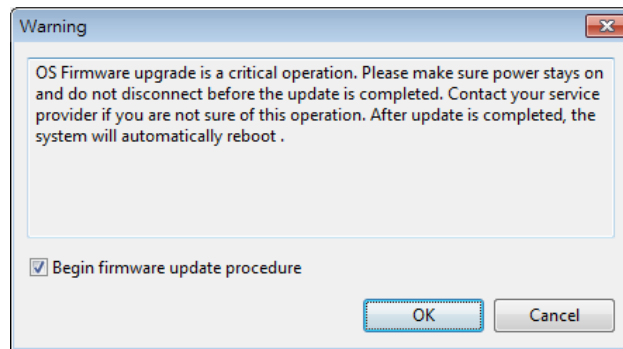 Warning
OS Firmware upgrade is a critical operation. Please make sure power stays on
and do not disconnect before the update is completed. Contact your service
provider if you are not sure of this operation. After update is completed, the
system will automatically reboot .
Begin firmware update procedure
OK
Cancel